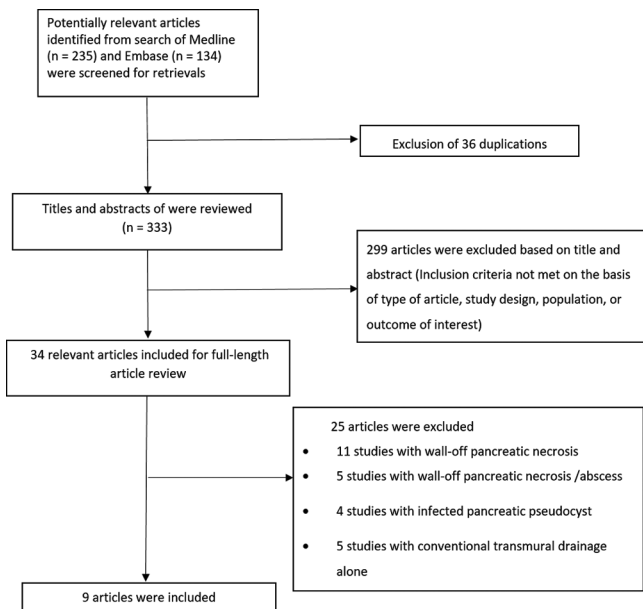 Potentially relevant articles
identified from search of Medline
(n = 235) and Embase (n = 134)
were screened for retrievals
Exclusion of 36 duplications
Titles and abstracts of were reviewed
(n = 333)
299 articles were excluded based on title and
abstract (Inclusion criteria not met on the basis
of type of article, study design, population, or
outcome of interest)
34 relevant articles included for full-length
article review
25 articles were excluded
• 11 studies with wall-off pancreatic necrosis
• 5 studies with wall-off pancreatic necrosis /abscess
• 4 studies with infected pancreatic pseudocyst
• 5 studies with conventional transmural drainage
alone
9 articles were included